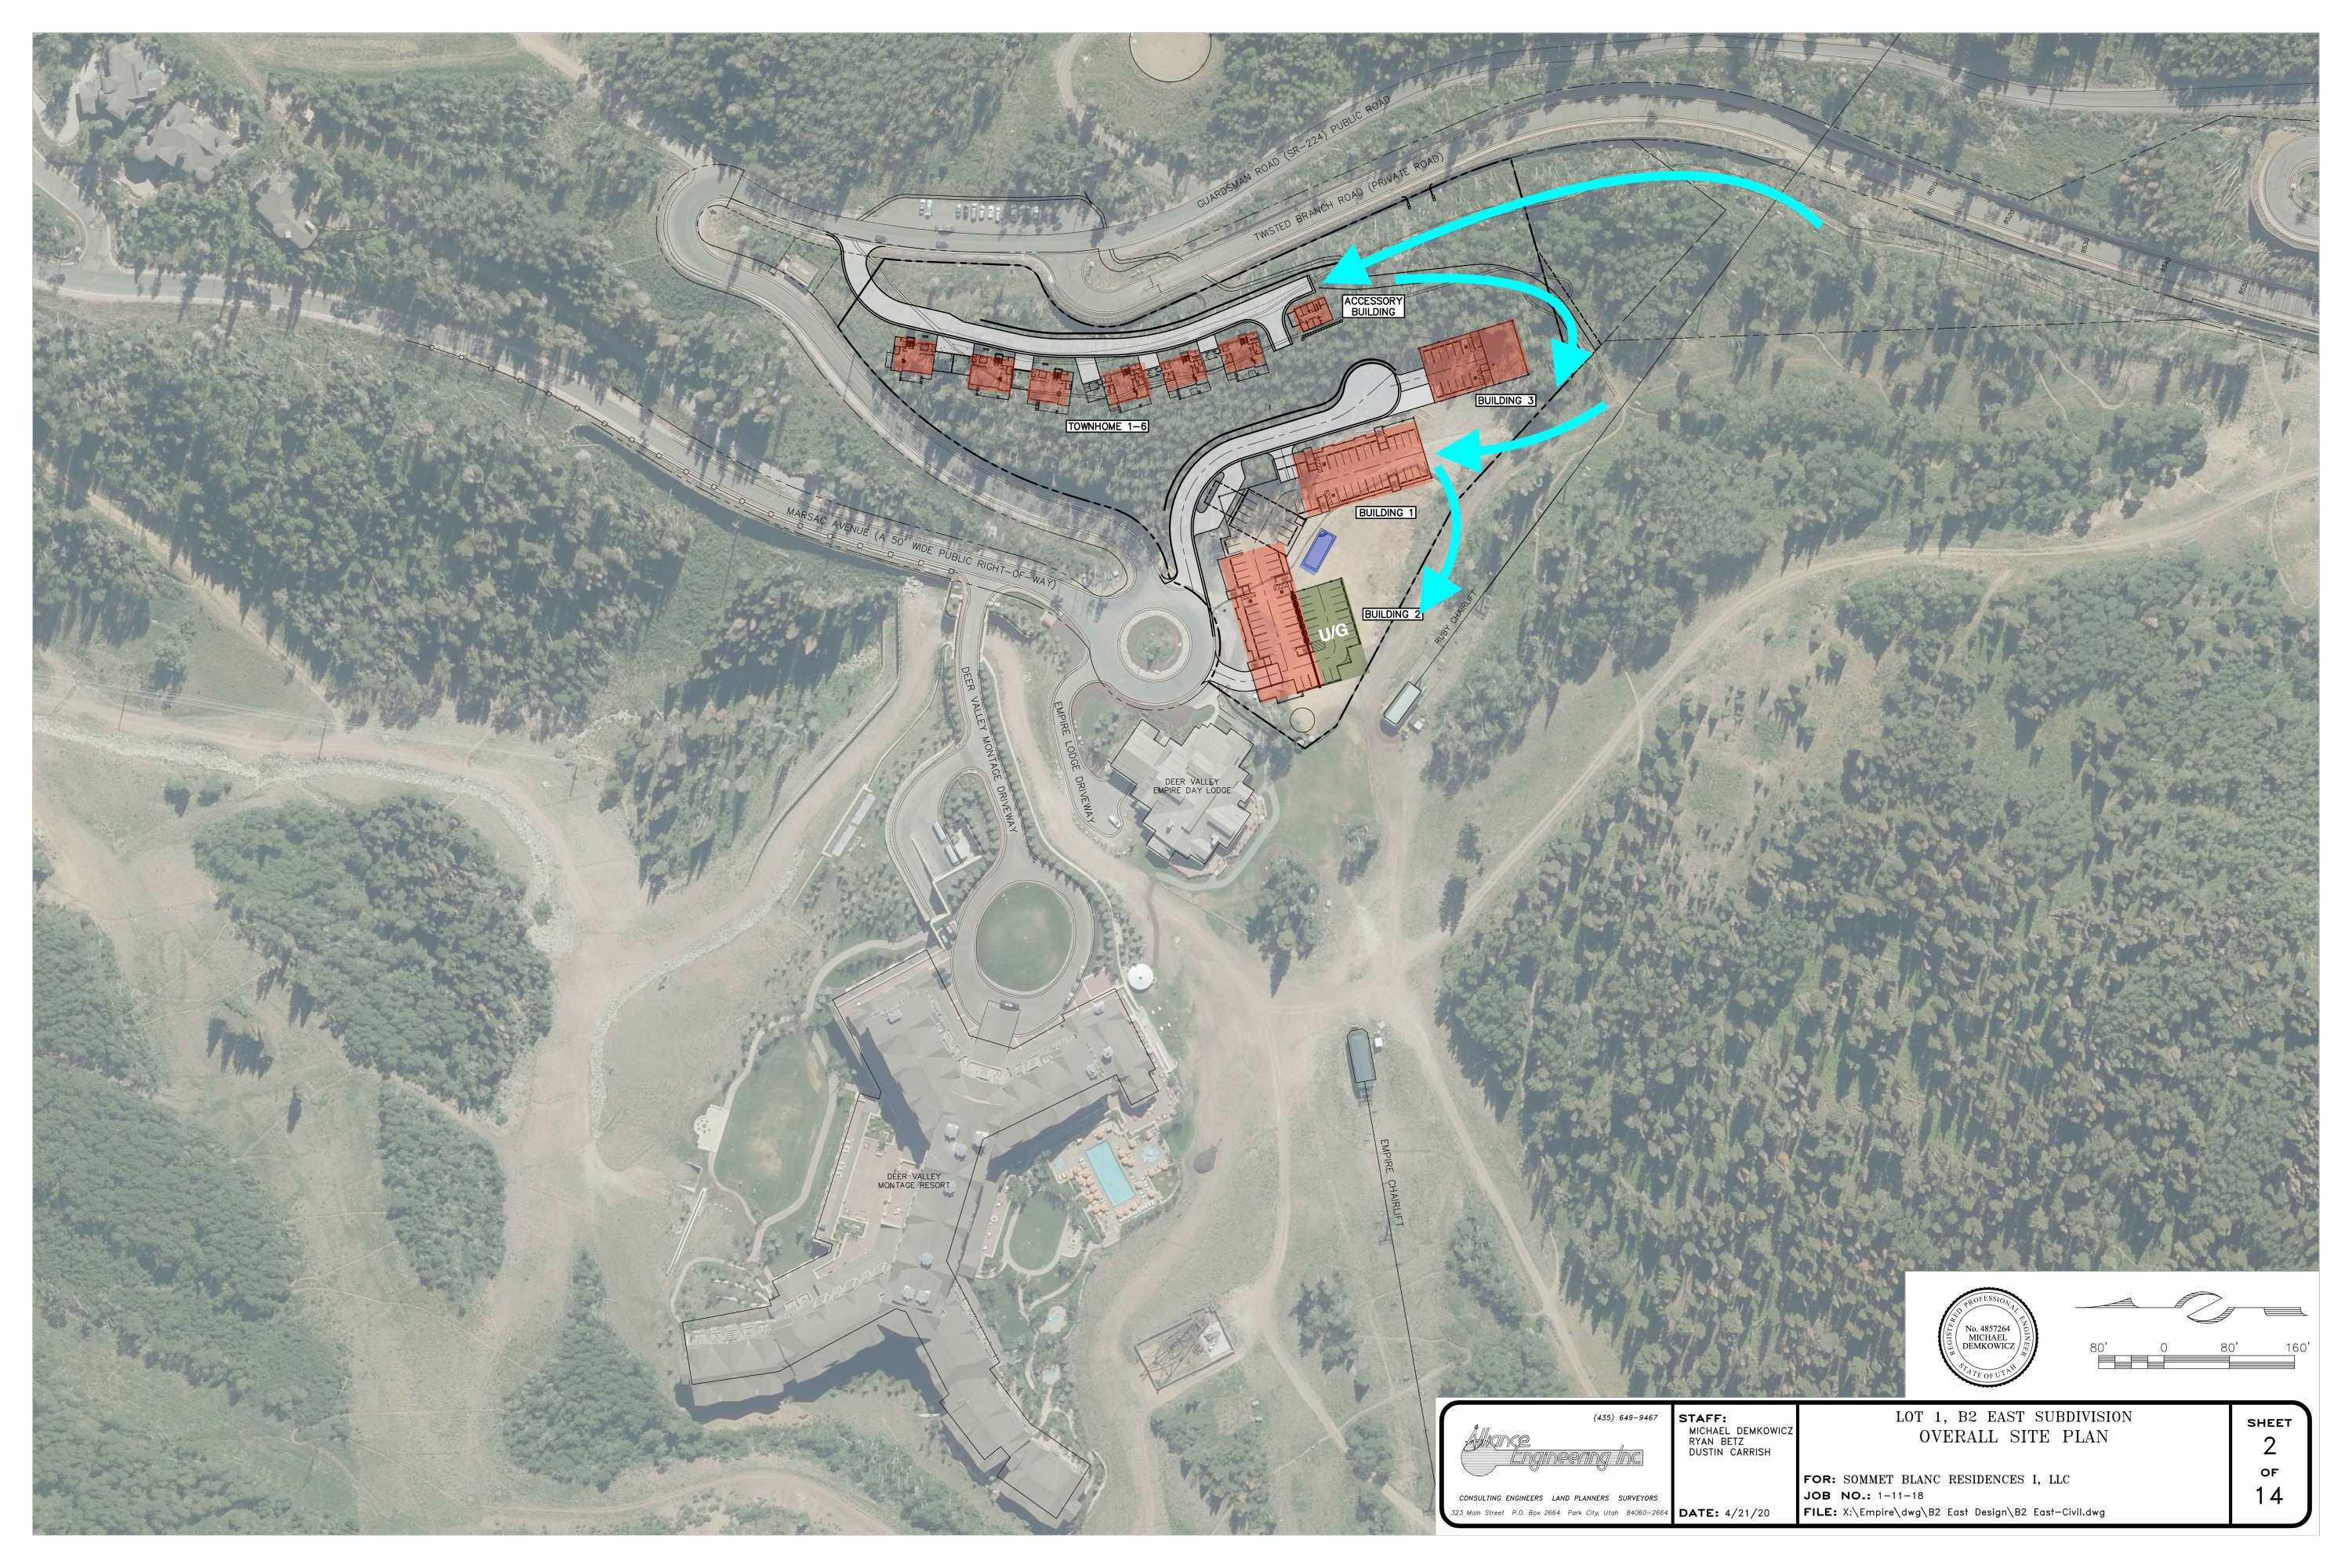 GUARDSMAN ROAD (SR-224) PUBLIC ROAD
TWISTED BRANCH ROAD (PRIVATE ROAD)
8510
8520
8530
8540
8550
ACCESSORY
BUILDING
BUILDING 3
TOWNHOME 1-6
BUILDING 1
MARSAC AVENUE (A 50' WIDE PUBLIC RIGHT-OF-WAY)
BUILDING 2
U/G
RUBY CHAIRLIFT
DEER VALLEY MONTAGE DRIVEWAY
EMPIRE LODGE DRIVEWAY
DEER VALLEY
EMPIRE DAY LODGE
EMPIRE CHAIRLIFT
DEER VALLEY
MONTAGE RESORT
REGISTERED PROFESSIONAL ENGINEER
No. 4857264
MICHAEL
DEMKOWICZ
STATE OF UTAH
80' 0 80' 160'
(435) 649-9467
Alliance
Engineering Inc.
CONSULTING ENGINEERS LAND PLANNERS SURVEYORS
323 Main Street P.O. Box 2664 Park City, Utah 84060-2664
STAFF:
MICHAEL DEMKOWICZ
RYAN BETZ
DUSTIN CARRISH
DATE: 4/21/20
LOT 1, B2 EAST SUBDIVISION
OVERALL SITE PLAN
FOR: SOMMET BLANC RESIDENCES I, LLC
JOB NO.: 1-11-18
FILE: X:\Empire\dwg\B2 East Design\B2 East-Civil.dwg
SHEET
2
OF
14